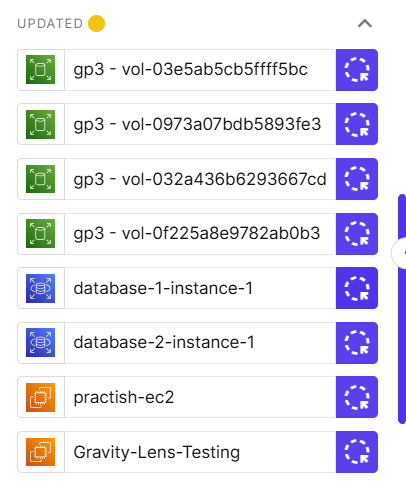 UPDATED
gp3 - vol-03e5ab5cb5ffff5bc
gp3 - vol-0973a07bdb5893fe3
gp3 - vol-032a436b6293667cd
gp3 - vol-0f225a8e9782ab0b3
database-1-instance-1
database-2-instance-1
practish-ec2
Gravity-Lens-Testing